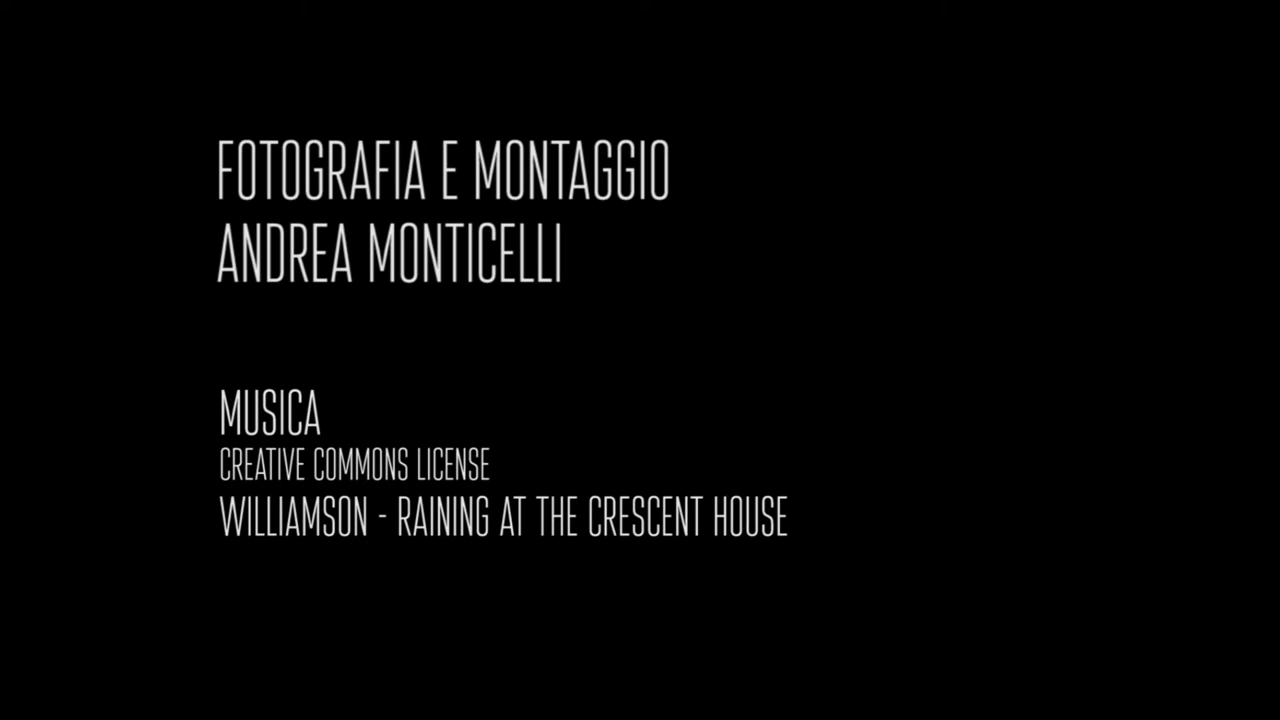 FOTOGRAFIA E MONTAGGIO
ANDREA MONTICELLI
MUSICA
CREATIVE COMMONS LICENSE
WILLIAMSON - RAINING AT THE CRESCENT HOUSE